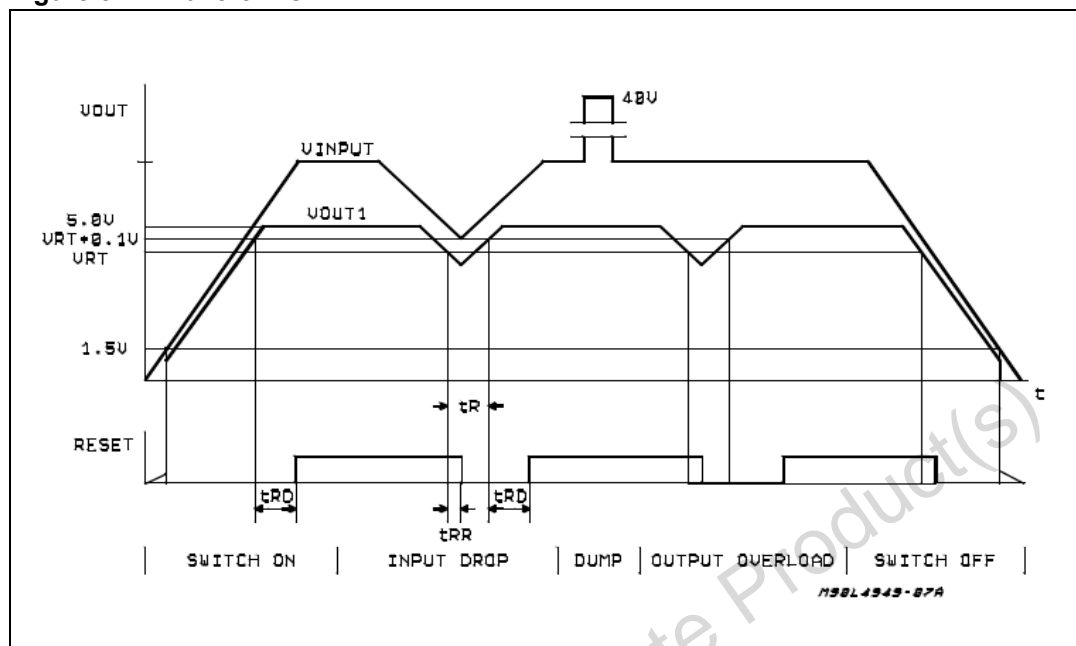 VOUT
40V
VINPUT
5.0V
VOUT1
VRT+0.1V
VRT
1.5V
t
tR
RESET
tRD
tRD
tRR
SWITCH ON
INPUT DROP
DUMP
OUTPUT OVERLOAD
SWITCH OFF
M98L4949-07A
Product(s)